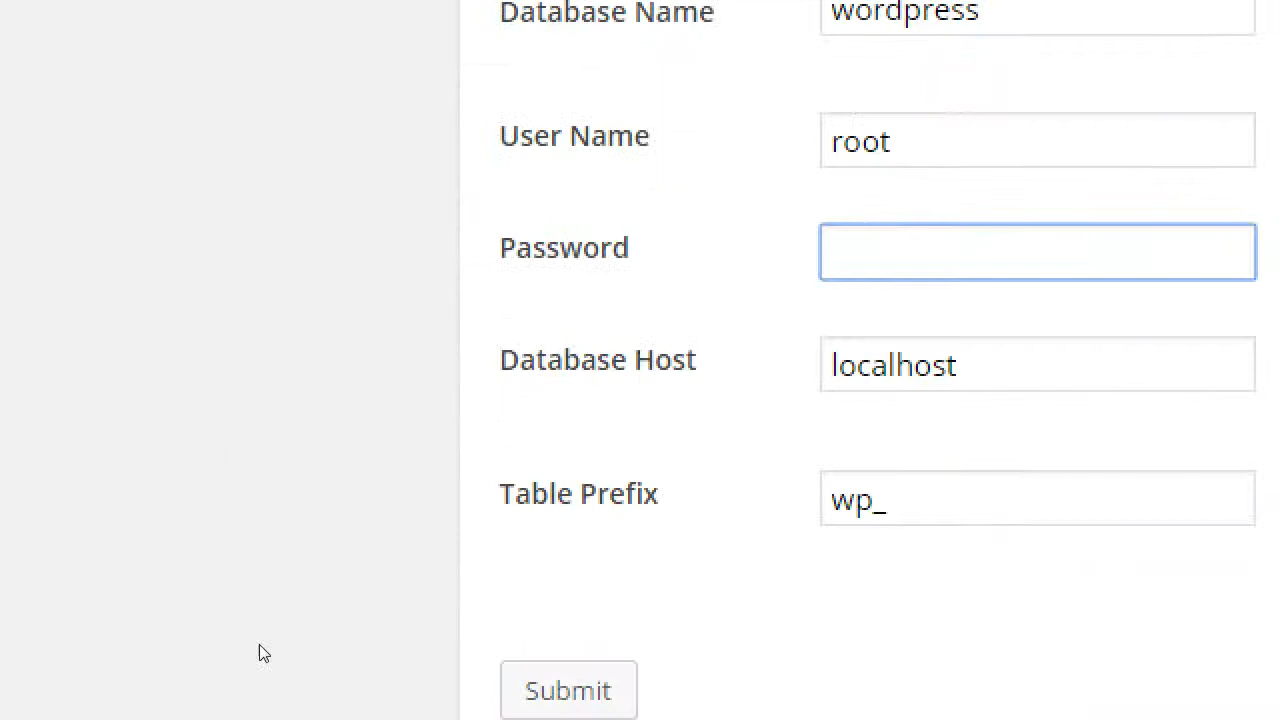 Database Name wordpress
User Name root
Password
Database Host localhost
Table Prefix wp_
Submit